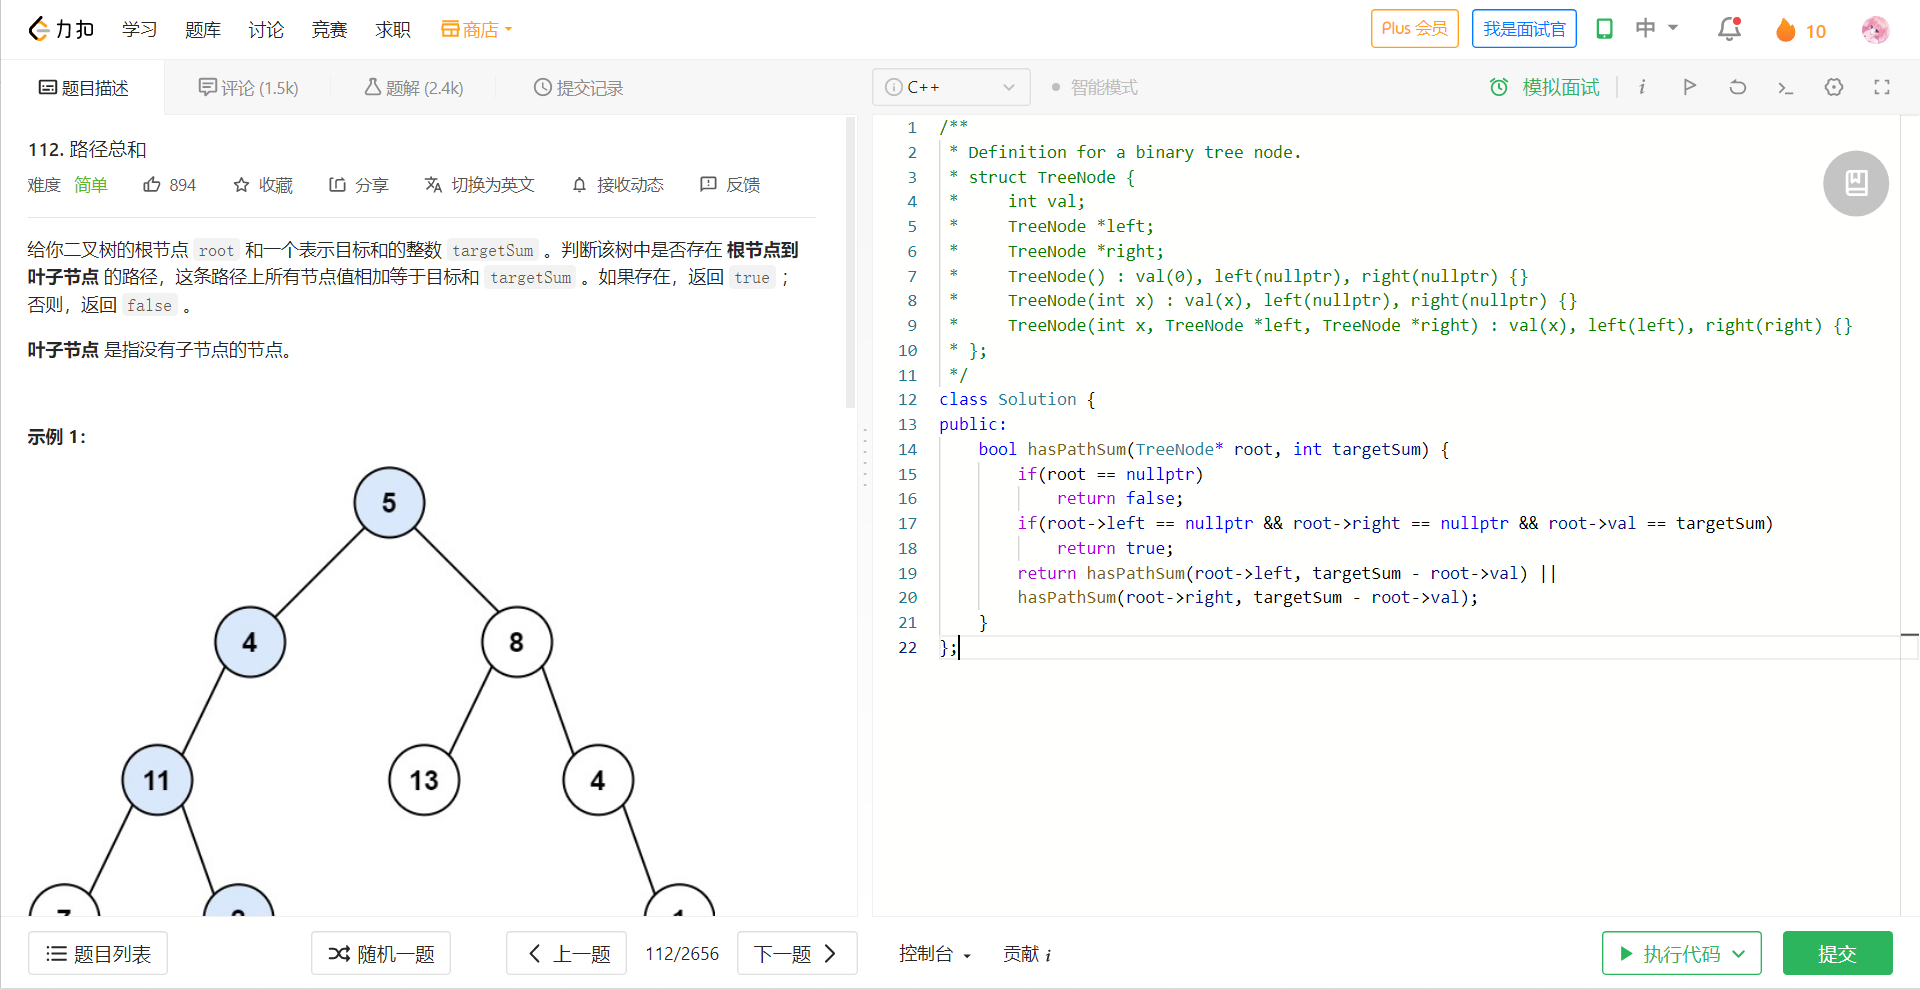 力扣 学习 题库 讨论 竞赛 求职 商店 Plus 会员 我是面试官 中 10
题目描述 评论 (1.5k) 题解 (2.4k) 提交记录
112. 路径总和
难度 简单 894 收藏 分享 切换为英文 接收动态 反馈
给你二叉树的根节点 root 和一个表示目标和的整数 targetSum 。判断该树中是否存在 根节点到
叶子节点 的路径，这条路径上所有节点值相加等于目标和 targetSum 。如果存在，返回 true ；
否则，返回 false 。
叶子节点 是指没有子节点的节点。
示例 1：
5
4 8
11 13 4
7 2 1
题目列表 随机一题 上一题 112/2656 下一题
C++ 智能模式 模拟面试 i
1 /**
2 * Definition for a binary tree node.
3 * struct TreeNode {
4 *     int val;
5 *     TreeNode *left;
6 *     TreeNode *right;
7 *     TreeNode() : val(0), left(nullptr), right(nullptr) {}
8 *     TreeNode(int x) : val(x), left(nullptr), right(nullptr) {}
9 *     TreeNode(int x, TreeNode *left, TreeNode *right) : val(x), left(left), right(right) {}
10 * };
11 */
12 class Solution {
13 public:
14     bool hasPathSum(TreeNode* root, int targetSum) {
15         if(root == nullptr)
16             return false;
17         if(root->left == nullptr && root->right == nullptr && root->val == targetSum)
18             return true;
19         return hasPathSum(root->left, targetSum - root->val) ||
20         hasPathSum(root->right, targetSum - root->val);
21     }
22 };
控制台 贡献 i 执行代码 提交